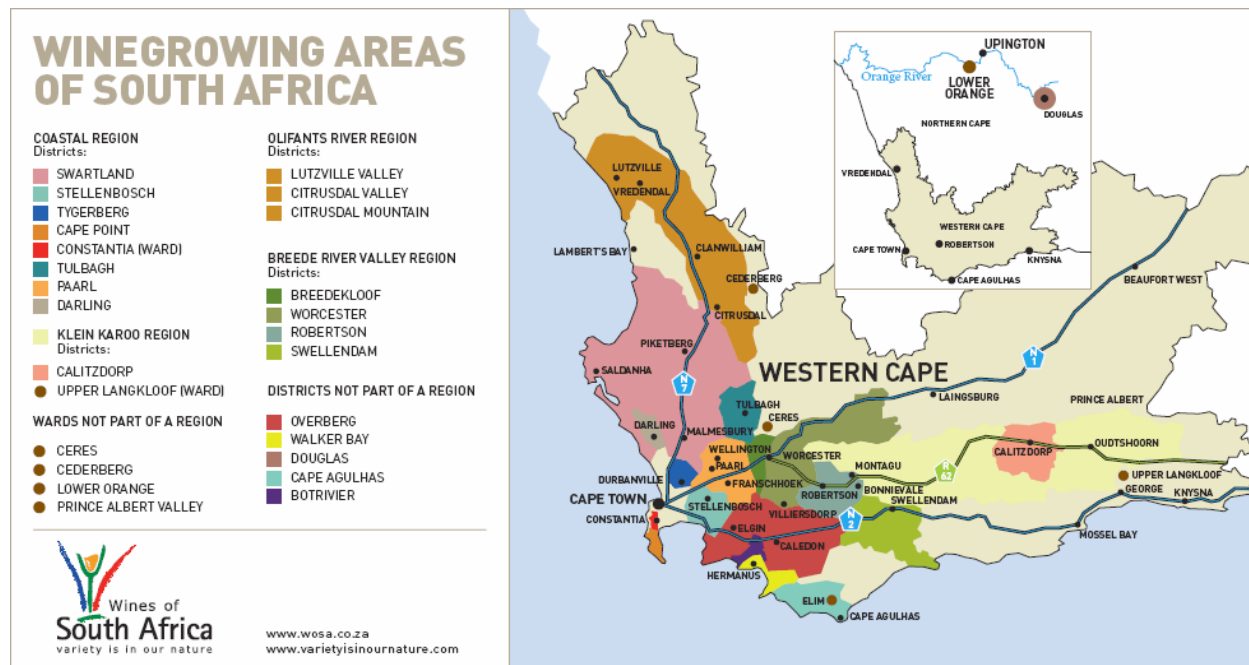 WINEGROWING AREAS
OF SOUTH AFRICA
COASTAL REGION
Districts:
SWARTLAND
STELLENBOSCH
TYGERBERG
CAPE POINT
CONSTANTIA (WARD)
TULBAGH
PAARL
DARLING
KLEIN KAROO REGION
Districts:
CALITZDORP
UPPER LANGKLOOF (WARD)
WARDS NOT PART OF A REGION
CERES
CEDERBERG
LOWER ORANGE
PRINCE ALBERT VALLEY
OLIFANTS RIVER REGION
Districts:
LUTZVILLE VALLEY
CITRUSDAL VALLEY
CITRUSDAL MOUNTAIN
BREEDE RIVER VALLEY REGION
Districts:
BREEDEKLOOF
WORCESTER
ROBERTSON
SWELLENDAM
DISTRICTS NOT PART OF A REGION
OVERBERG
WALKER BAY
DOUGLAS
CAPE AGULHAS
BOTRIVIER
Wines of
South Africa
variety is in our nature
www.wosa.co.za
www.varietyisinournature.com
UPINGTON
Orange River
LOWER
ORANGE
DOUGLAS
NORTHERN CAPE
VREDENDAL
WESTERN CAPE
CAPE TOWN
ROBERTSON
KNYSNA
CAPE AGULHAS
LUTZVILLE
VREDENDAL
LAMBERT'S BAY
CLANWILLIAM
CEDERBERG
CITRUSDAL
BEAUFORT WEST
PIKETBERG
SALDANHA
N
7
WESTERN CAPE
N
1
LAINGSBURG
PRINCE ALBERT
TULBAGH
CERES
DARLING
MALMESBURY
WELLINGTON
PAARL
WORCESTER
MONTAGU
R
62
CALITZDORP
OUDTSHOORN
DURBANVILLE
FRANSCHHOEK
ROBERTSON
BONNIEVALE
UPPER LANGKLOOF
GEORGE
KNYSNA
CAPE TOWN
STELLENBOSCH
VILLIERSDORP
SWELLENDAM
N
2
CONSTANTIA
ELGIN
CALEDON
MOSSEL BAY
HERMANUS
ELIM
CAPE AGULHAS